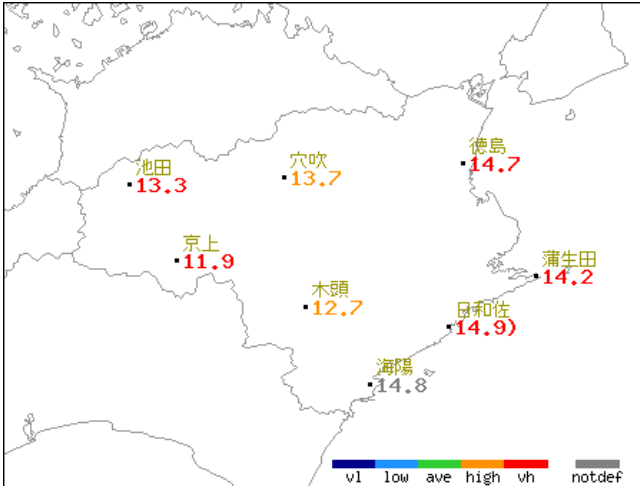 徳島
14.7
穴吹
13.7
池田
13.3
京上
11.9
蒲生田
14.2
木頭
12.7
日和佐
14.9)
海陽
14.8
vl low ave high vh notdef